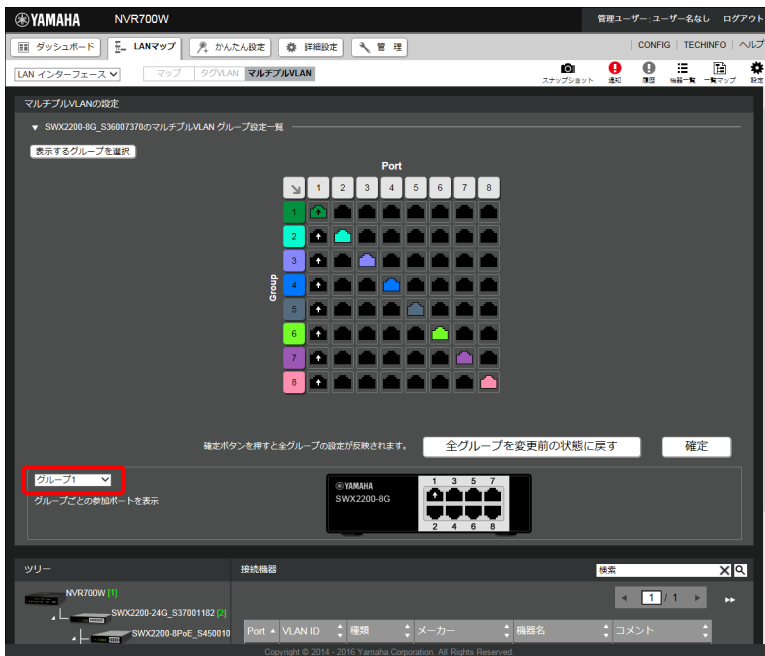 YAMAHA NVR700W 管理ユーザー:ユーザー名なし ログアウト
ダッシュボード LANマップ かんたん設定 詳細設定 管 理 CONFIG TECHINFO ヘルプ
LAN インターフェース マップ タグVLAN マルチプルVLAN スナップショット 通知 履歴 機器一覧 一覧マップ 設定
マルチプルVLANの設定
▼ SWX2200-8G_S36007370のマルチプルVLAN グループ設定一覧
表示するグループを選択
Port
1 2 3 4 5 6 7 8
Group
1
2
3
4
5
6
7
8
確定ボタンを押すと全グループの設定が反映されます。 全グループを変更前の状態に戻す 確定
グループ1
グループごとの参加ポートを表示
YAMAHA
SWX2200-8G
1 3 5 7
2 4 6 8
ツリー 接続機器 検索
NVR700W [1] 1 / 1
SWX2200-24G_S37001182 [2]
SWX2200-8PoE_S450010
Port VLAN ID 種類 メーカー 機器名 コメント
Copyright © 2014 - 2016 Yamaha Corporation. All Rights Reserved.